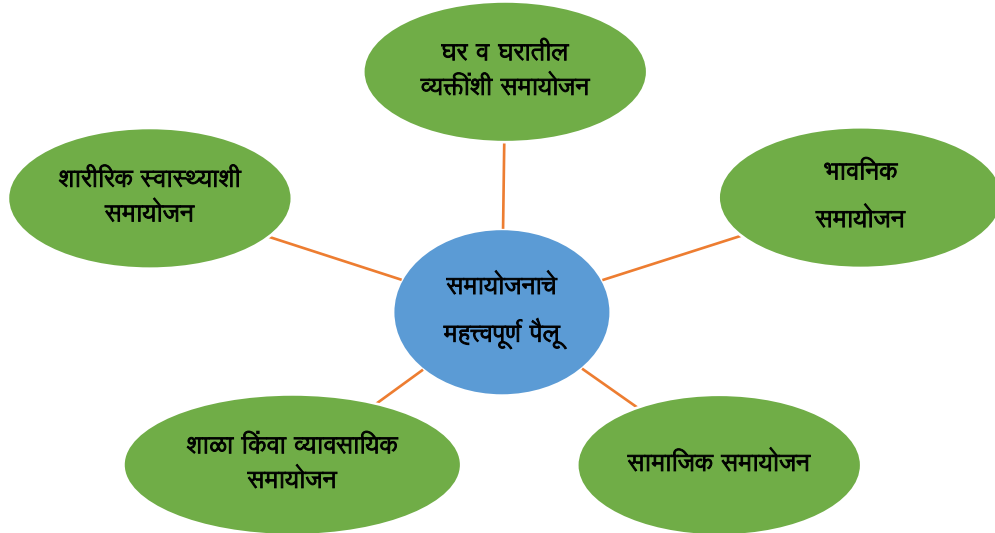 घर व घरातील
व्यक्तींशी समायोजन
शारीरिक स्वास्थ्याशी
समायोजन
भावनिक
समायोजन
समायोजनाचे
महत्त्वपूर्ण पैलू
शाळा किंवा व्यावसायिक
समायोजन
सामाजिक समायोजन